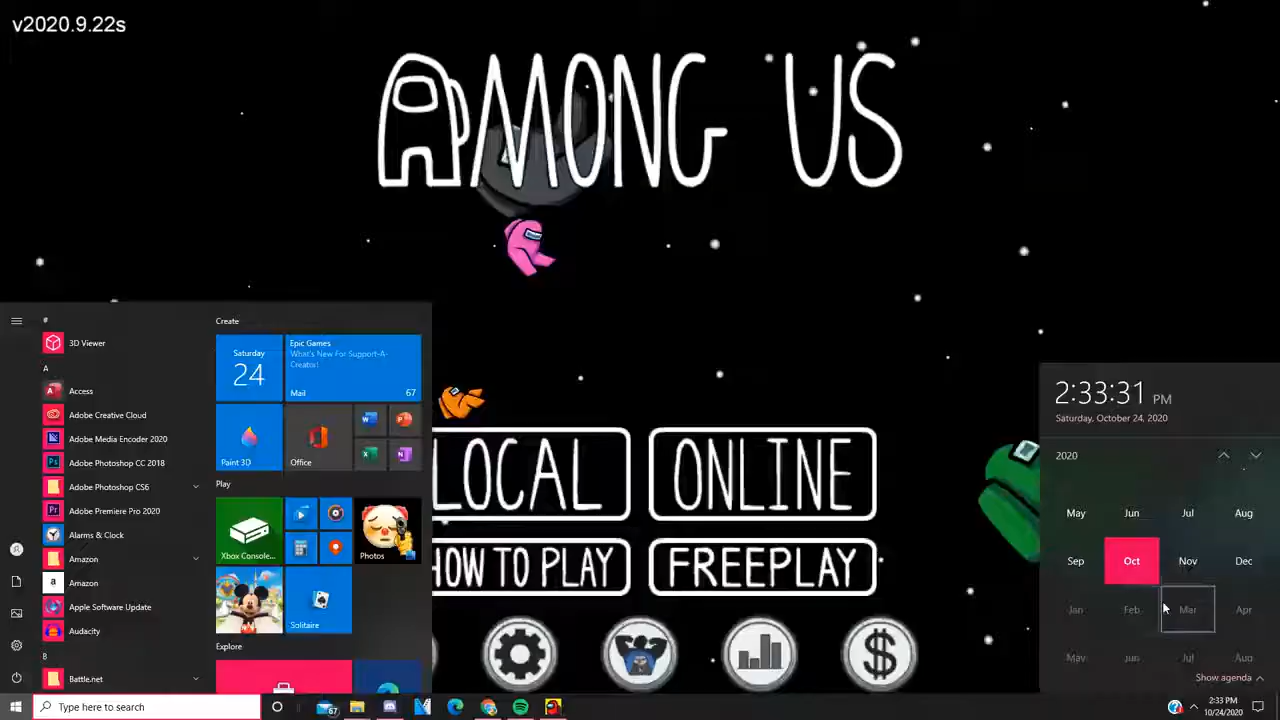 v2020.9.22s
AMONG US
#
3D Viewer
A
Access
Adobe Creative Cloud
Adobe Media Encoder 2020
Adobe Photoshop CC 2018
Adobe Photoshop CS6
Adobe Premiere Pro 2020
Alarms & Clock
Amazon
Amazon
Apple Software Update
Audacity
B
Battle.net
Create
Saturday
24
Epic Games
What's New For Support-A-
Creator!
Mail 67
Paint 3D
Office
Play
Xbox Console...
Photos
Solitaire
Explore
LOCAL
ONLINE
HOW TO PLAY
FREEPLAY
2:33:31 PM
Saturday, October 24, 2020
2020
May Jun Jul Aug
Sep Oct Nov Dec
Jan Feb Mar Apr
May Jun Jul Aug
Show agenda
Type here to search
67
2:33 PM
10/24/2020